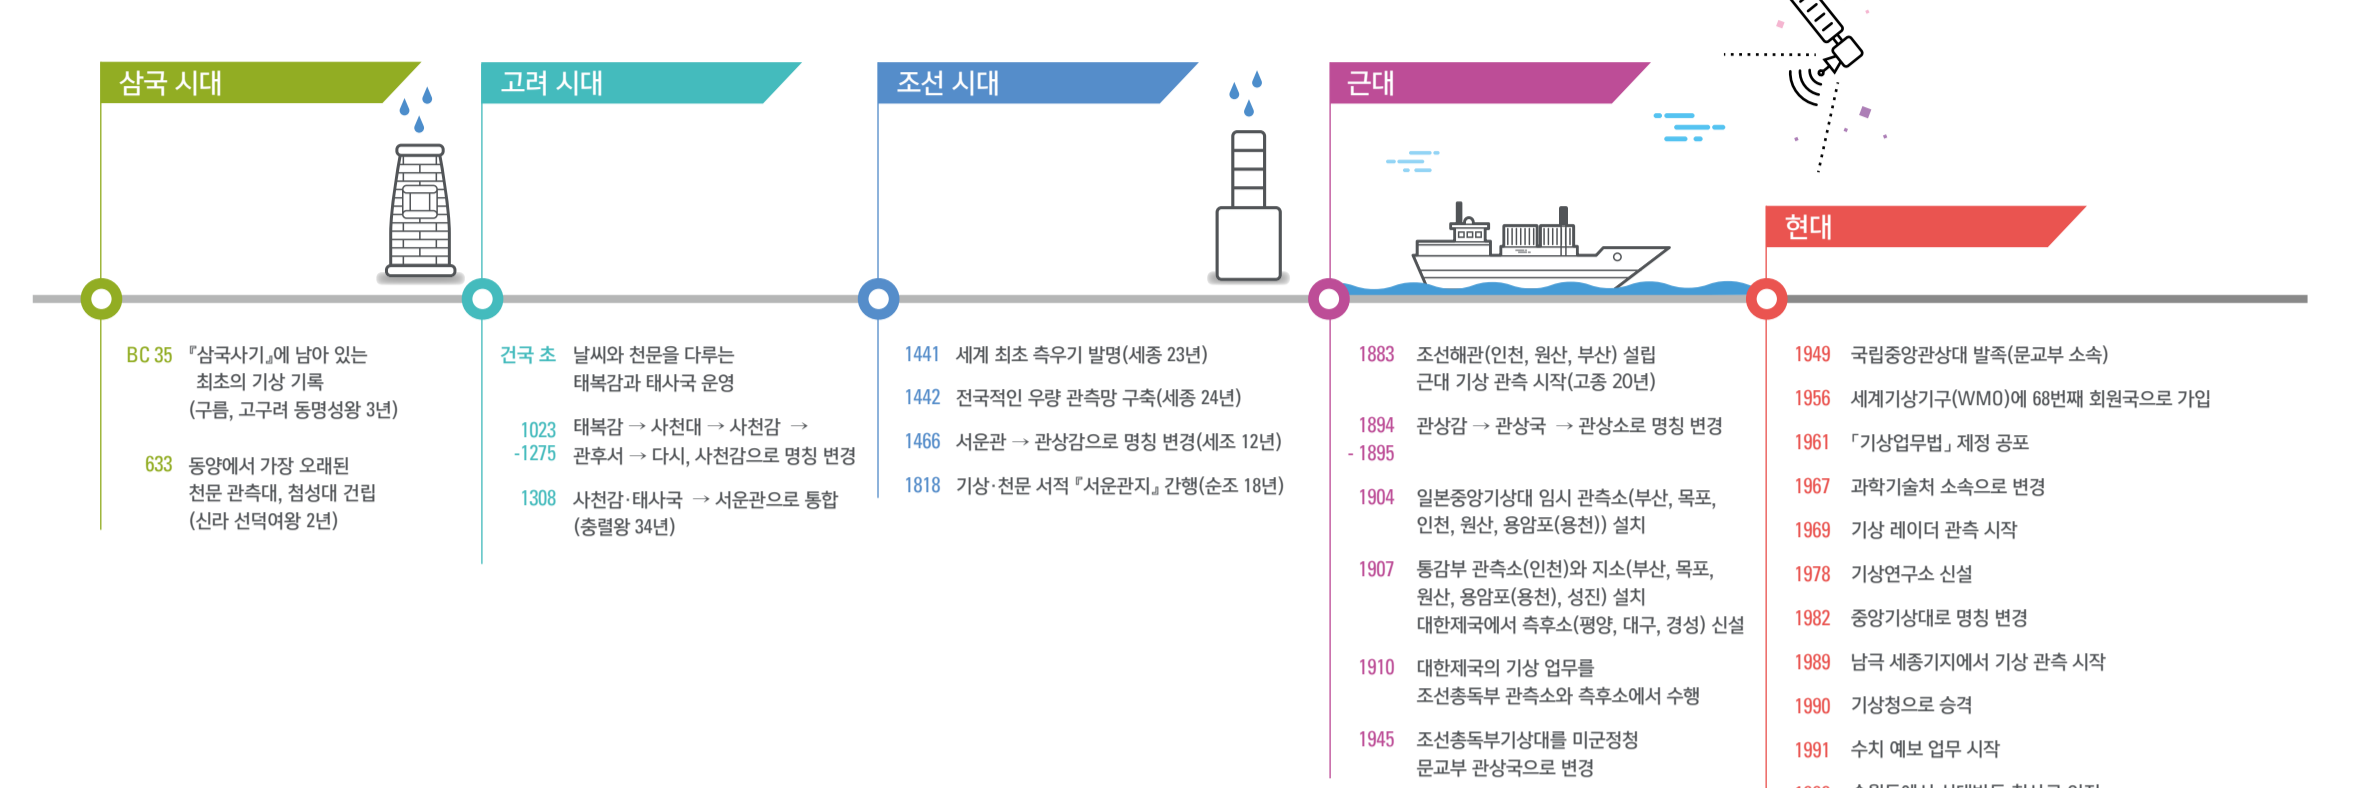 삼국 시대
BC 35 『삼국사기』에 남아 있는
최초의 기상 기록
(구름, 고구려 동명성왕 3년)
633 동양에서 가장 오래된
천문 관측대, 첨성대 건립
(신라 선덕여왕 2년)
고려 시대
건국 초 날씨와 천문을 다루는
태복감과 태사국 운영
1023 태복감 → 사천대 → 사천감 →
-1275 관후서 → 다시, 사천감으로 명칭 변경
1308 사천감·태사국 → 서운관으로 통합
(충렬왕 34년)
조선 시대
1441 세계 최초 측우기 발명(세종 23년)
1442 전국적인 우량 관측망 구축(세종 24년)
1466 서운관 → 관상감으로 명칭 변경(세조 12년)
1818 기상·천문 서적 『서운관지』 간행(순조 18년)
근대
1883 조선해관(인천, 원산, 부산) 설립
근대 기상 관측 시작(고종 20년)
1894 관상감 → 관상국 → 관상소로 명칭 변경
- 1895
1904 일본중앙기상대 임시 관측소(부산, 목포,
인천, 원산, 용암포(용천)) 설치
1907 통감부 관측소(인천)와 지소(부산, 목포,
원산, 용암포(용천), 성진) 설치
대한제국에서 측후소(평양, 대구, 경성) 신설
1910 대한제국의 기상 업무를
조선총독부 관측소와 측후소에서 수행
1945 조선총독부기상대를 미군정청
문교부 관상국으로 변경
현대
1949 국립중앙관상대 발족(문교부 소속)
1956 세계기상기구(WMO)에 68번째 회원국으로 가입
1961 「기상업무법」 제정 공포
1967 과학기술처 소속으로 변경
1969 기상 레이더 관측 시작
1978 기상연구소 신설
1982 중앙기상대로 명칭 변경
1989 남극 세종기지에서 기상 관측 시작
1990 기상청으로 승격
1991 수치 예보 업무 시작